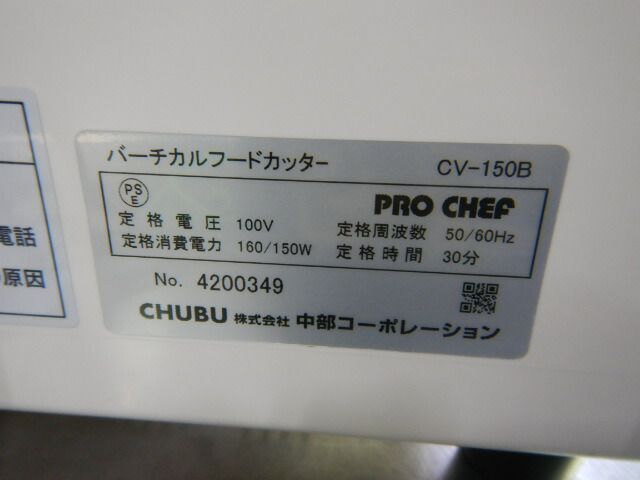 バーチカルフードカッター CV-150B
PS
E
PRO CHEF
定格電圧 100V 定格周波数 50/60Hz
定格消費電力 160/150W 定格時間 30分
No. 4200349
CHUBU 株式会社 中部コーポレーション
電話
原因